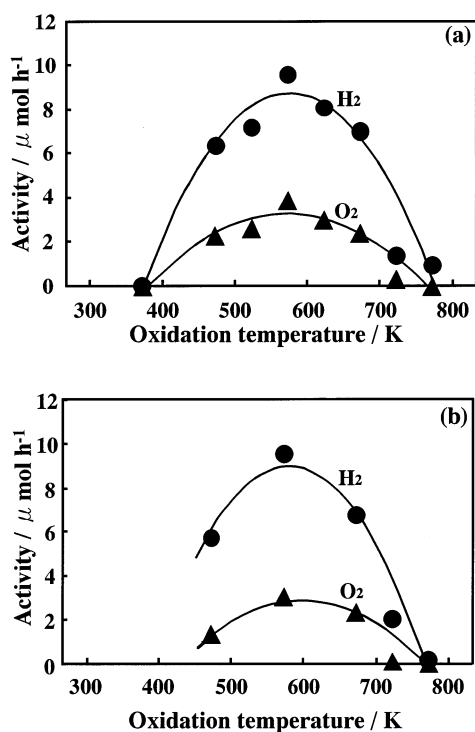 (a)
12
10
8
6
4
2
0
Activity / μ mol h-1
H2
O2
300 400 500 600 700 800
Oxidation temperature / K
(b)
12
10
8
6
4
2
0
Activity / μ mol h-1
H2
O2
300 400 500 600 700 800
Oxidation temperature / K